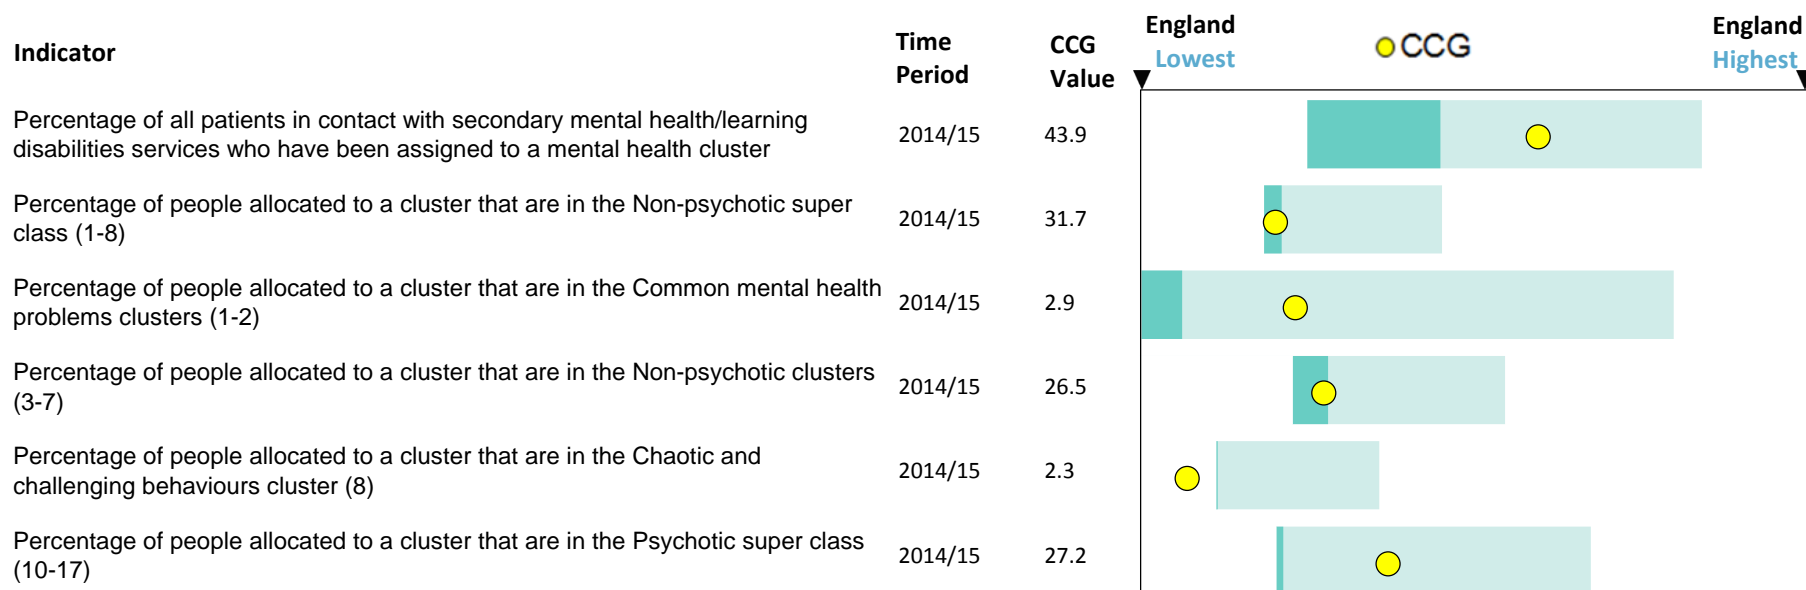 Indicator
Time
Period
CCG
Value
England
Lowest
CCG
England
Highest
Percentage of all patients in contact with secondary mental health/learning
disabilities services who have been assigned to a mental health cluster
2014/15
43.9
Percentage of people allocated to a cluster that are in the Non-psychotic super
class (1-8)
2014/15
31.7
Percentage of people allocated to a cluster that are in the Common mental health
problems clusters (1-2)
2014/15
2.9
Percentage of people allocated to a cluster that are in the Non-psychotic clusters
(3-7)
2014/15
26.5
Percentage of people allocated to a cluster that are in the Chaotic and
challenging behaviours cluster (8)
2014/15
2.3
Percentage of people allocated to a cluster that are in the Psychotic super class
(10-17)
2014/15
27.2